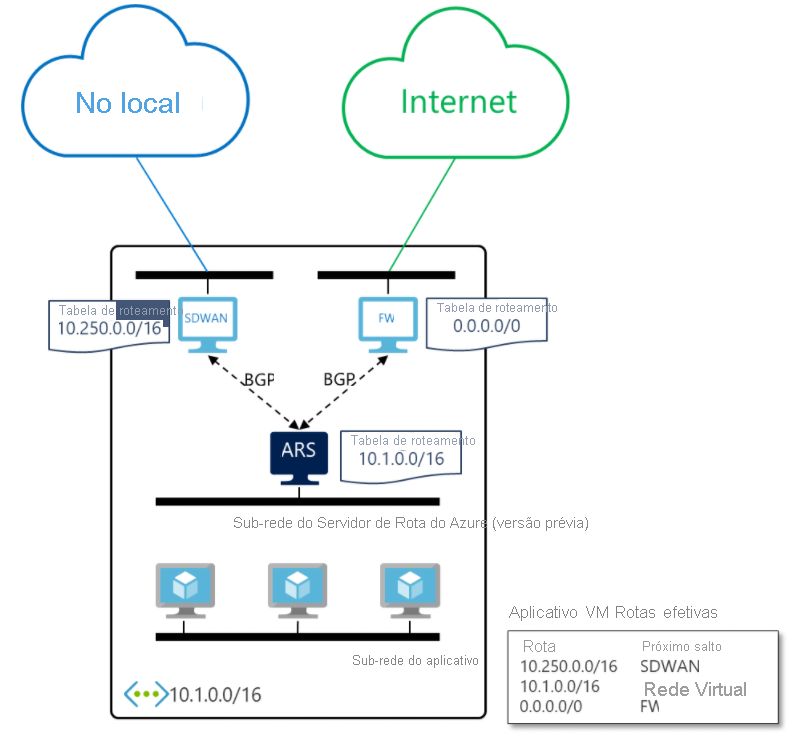 No local
Internet
Tabela de roteamento
10.250.0.0/16
SDWAN
FW
Tabela de roteamento
0.0.0.0/0
BGP
BGP
ARS
Tabela de roteamento
10.1.0.0/16
Sub-rede do Servidor de Rota do Azure (versão prévia)
Sub-rede do aplicativo
10.1.0.0/16
Aplicativo VM Rotas efetivas
Rota Próximo salto
10.250.0.0/16 SDWAN
10.1.0.0/16 Rede Virtual
0.0.0.0/0 FW